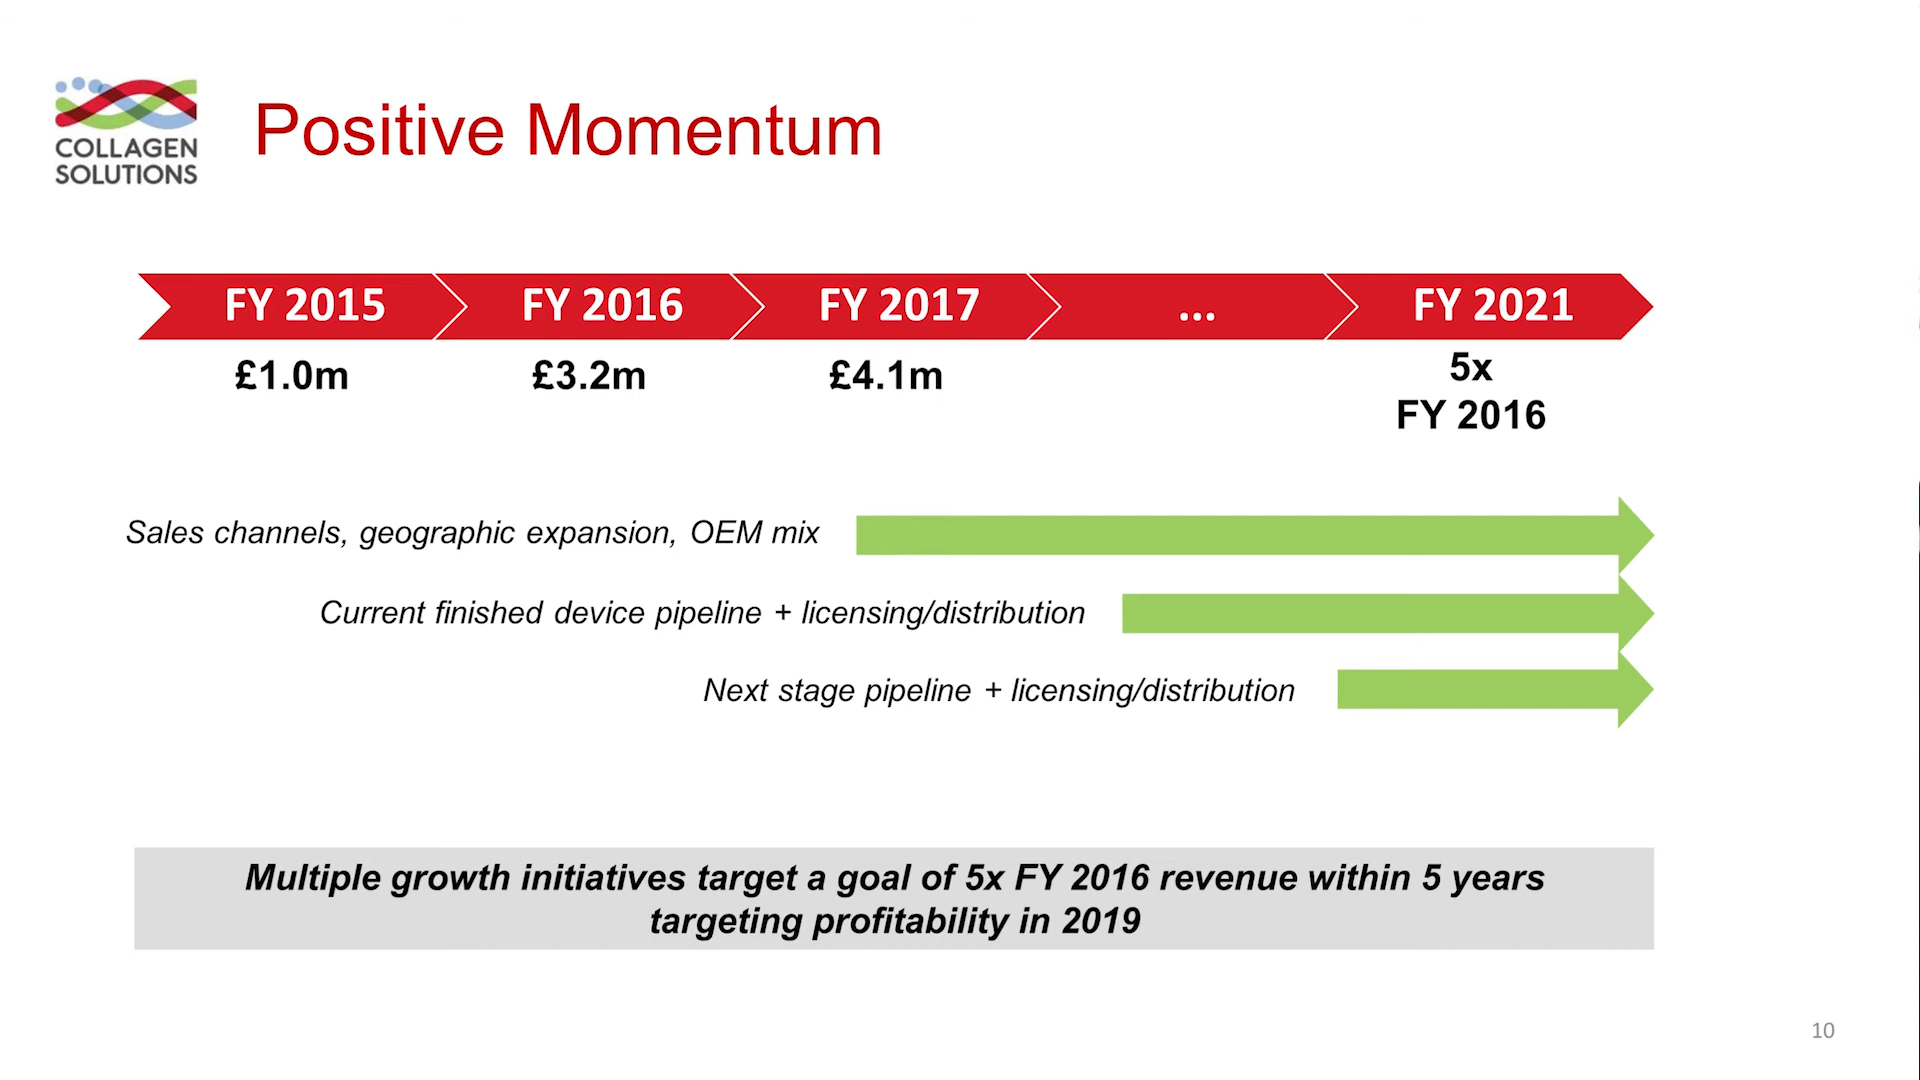 COLLAGEN
SOLUTIONS
Positive Momentum
FY 2015
FY 2016
FY 2017
...
FY 2021
£1.0m
£3.2m
£4.1m
5x
FY 2016
Sales channels, geographic expansion, OEM mix
Current finished device pipeline + licensing/distribution
Next stage pipeline + licensing/distribution
Multiple growth initiatives target a goal of 5x FY 2016 revenue within 5 years
targeting profitability in 2019
10